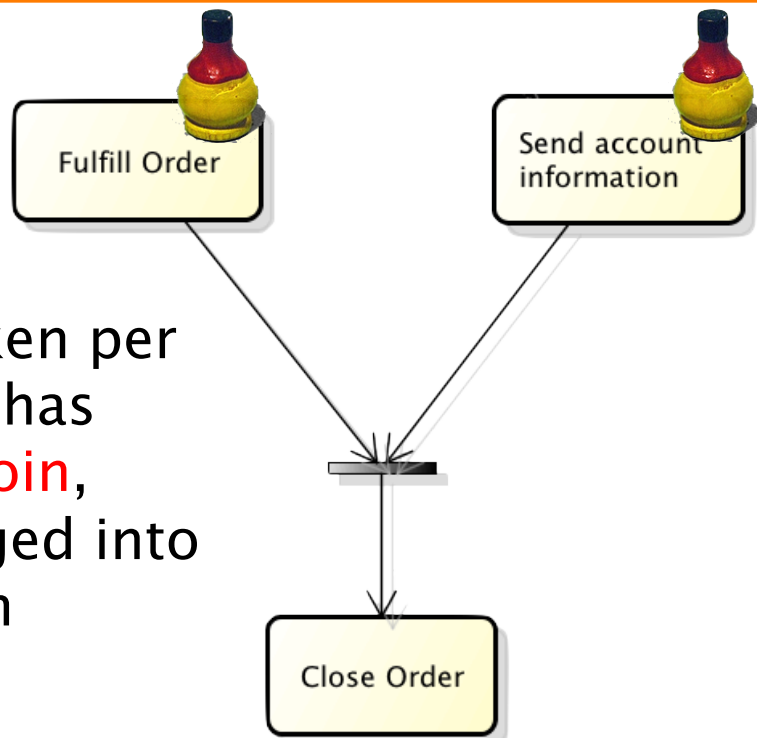 Fulfill Order
Send account
information
ken per
has
oin,
ged into
n
Close Order